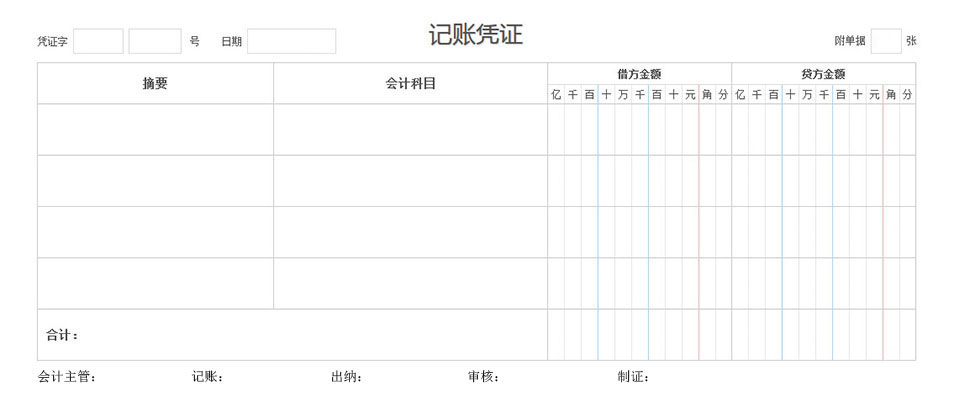 记账凭证
凭证字 号 日期 附单据 张
摘要 会计科目 借方金额 贷方金额
亿 千 百 十 万 千 百 十 元 角 分 亿 千 百 十 万 千 百 十 元 角 分
合计：
会计主管： 记账： 出纳： 审核： 制证：